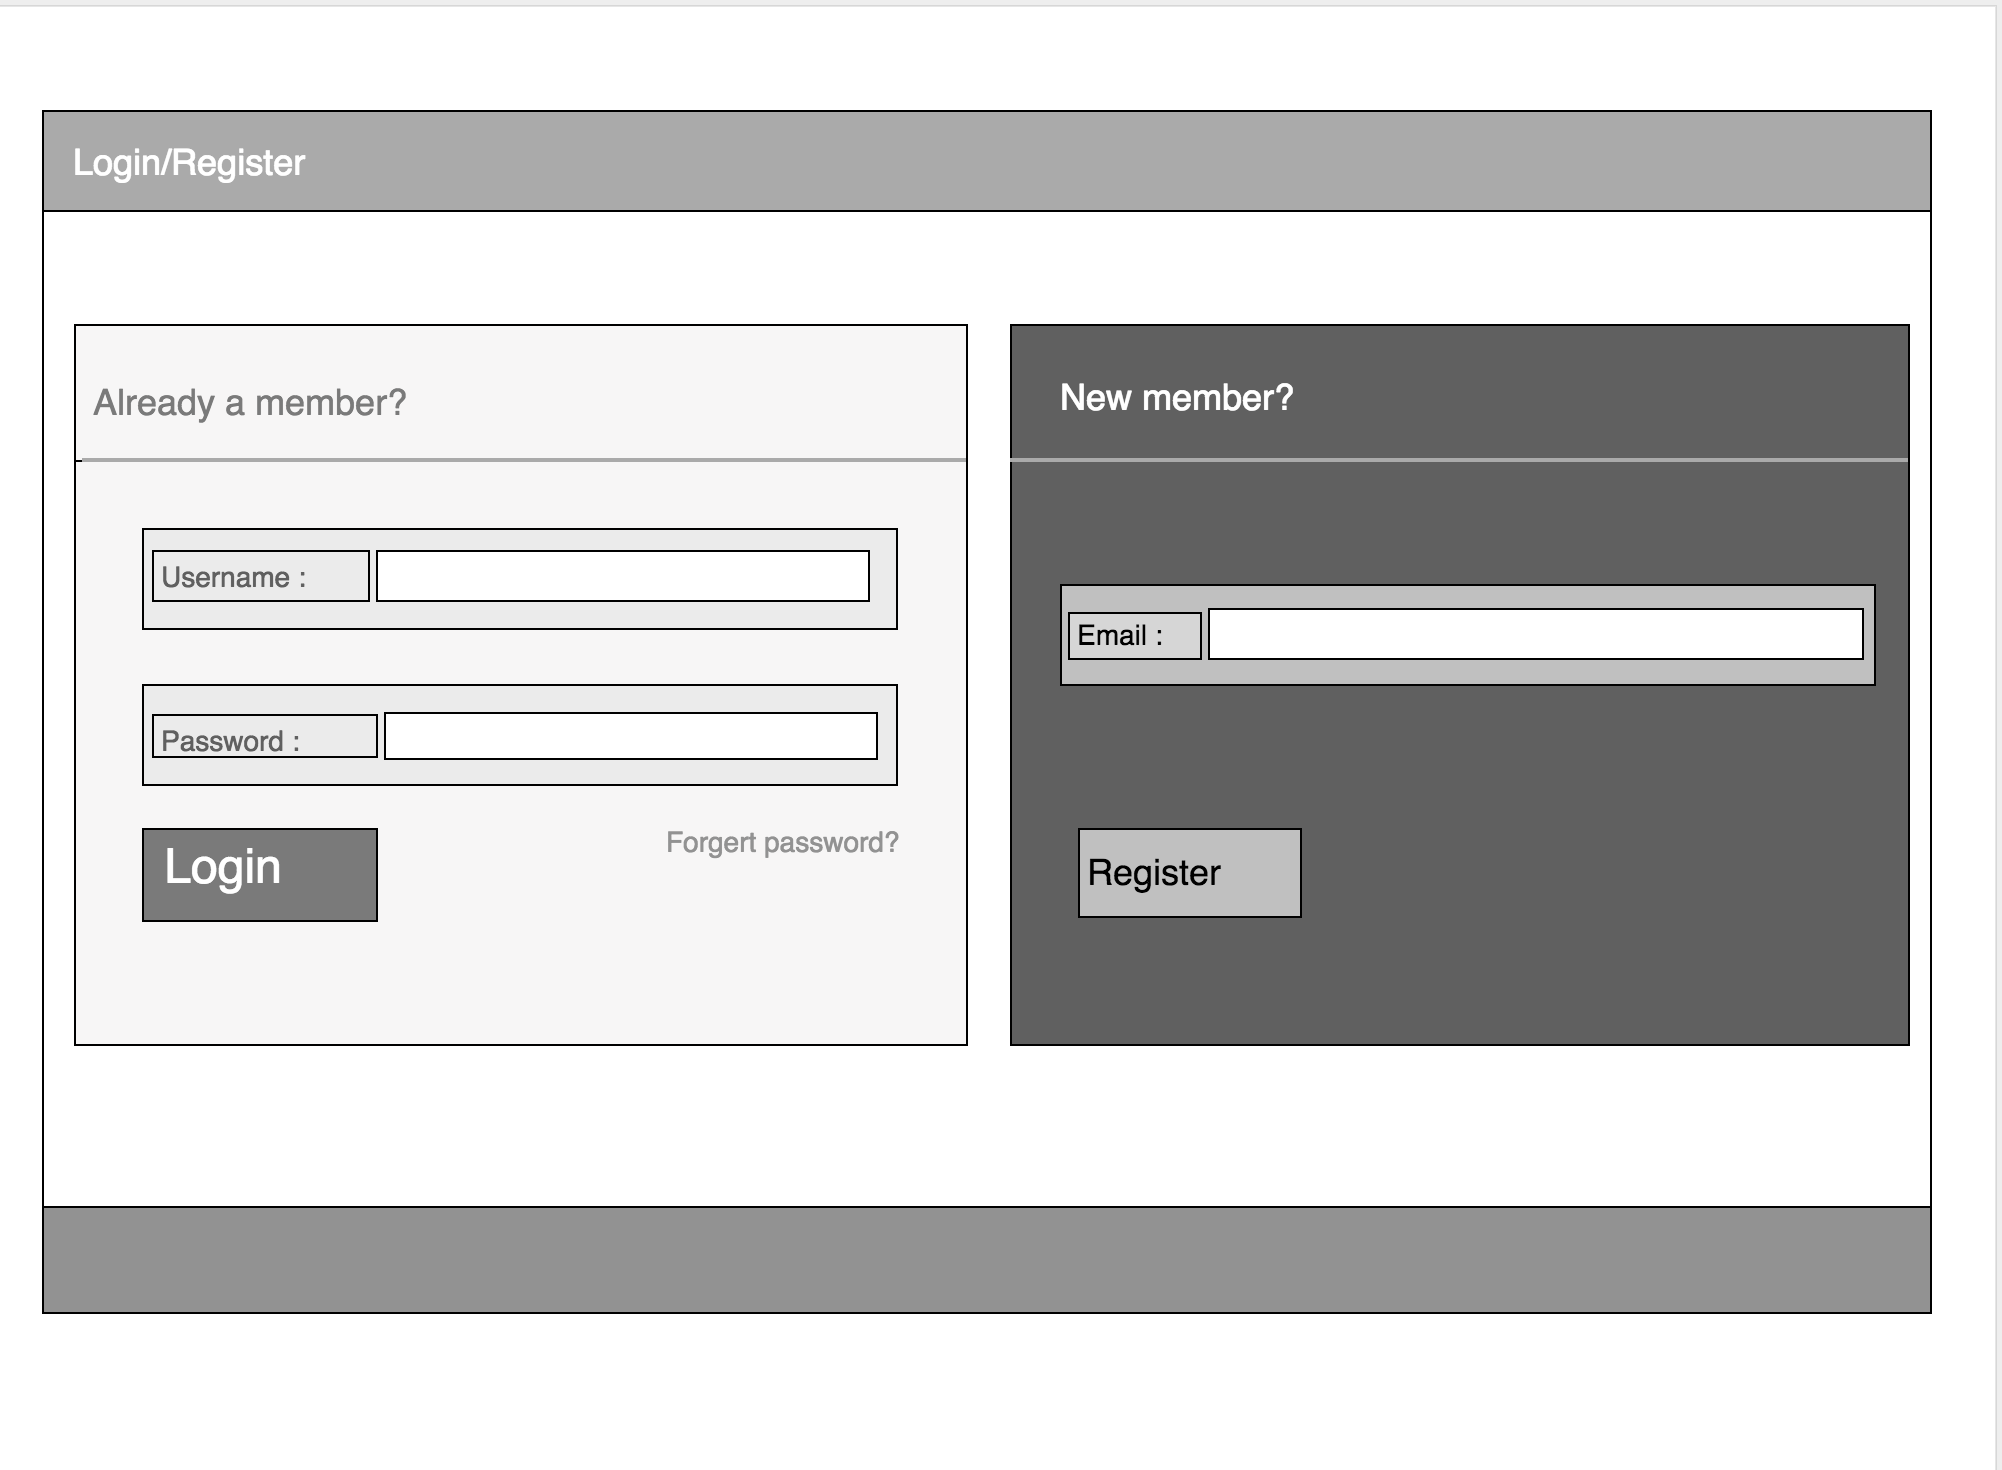 Login/Register
Already a member?
Username :
Password :
Login
Forgert password?
New member?
Email :
Register